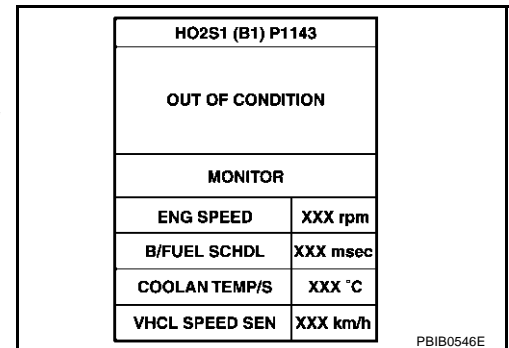 HO2S1 (B1) P1143
OUT OF CONDITION
MONITOR
ENG SPEED XXX rpm
B/FUEL SCHDL XXX msec
COOLAN TEMP/S XXX °C
VHCL SPEED SEN XXX km/h
PBIB0546E